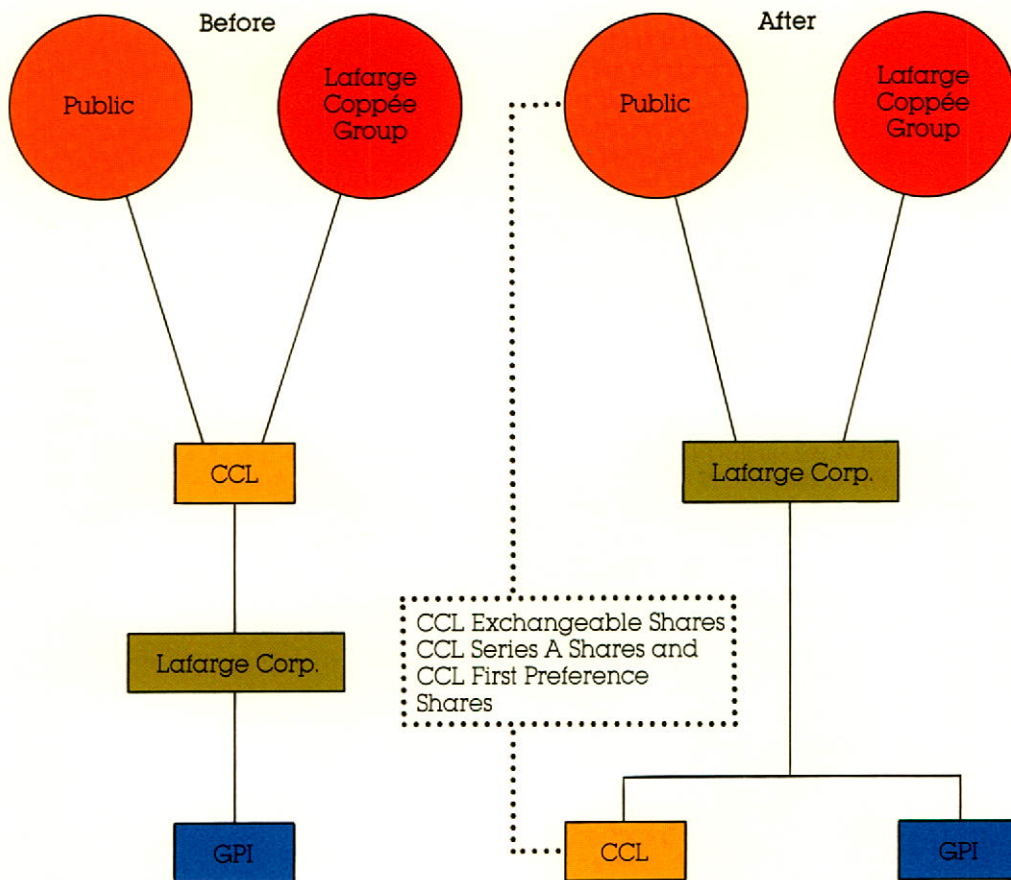 Before
Public
Lafarge
Coppée
Group
CCL
Lafarge Corp.
GPI
After
Public
Lafarge
Coppée
Group
Lafarge Corp.
CCL Exchangeable Shares
CCL Series A Shares and
CCL First Preference
Shares
CCL
GPI